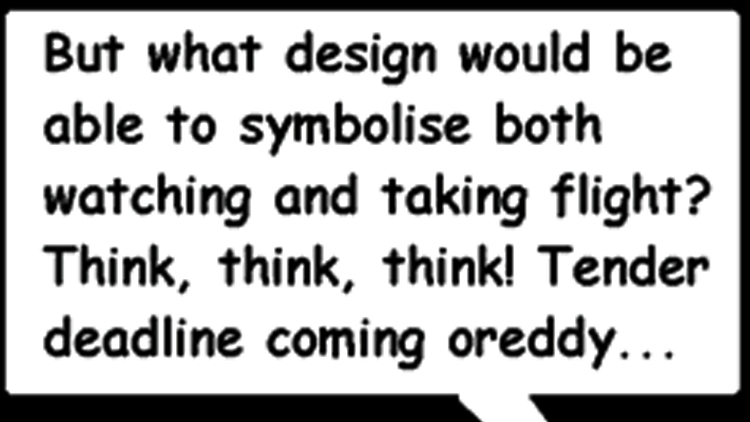 But what design would be
able to symbolise both
watching and taking flight?
Think, think, think! Tender
deadline coming oreddy...